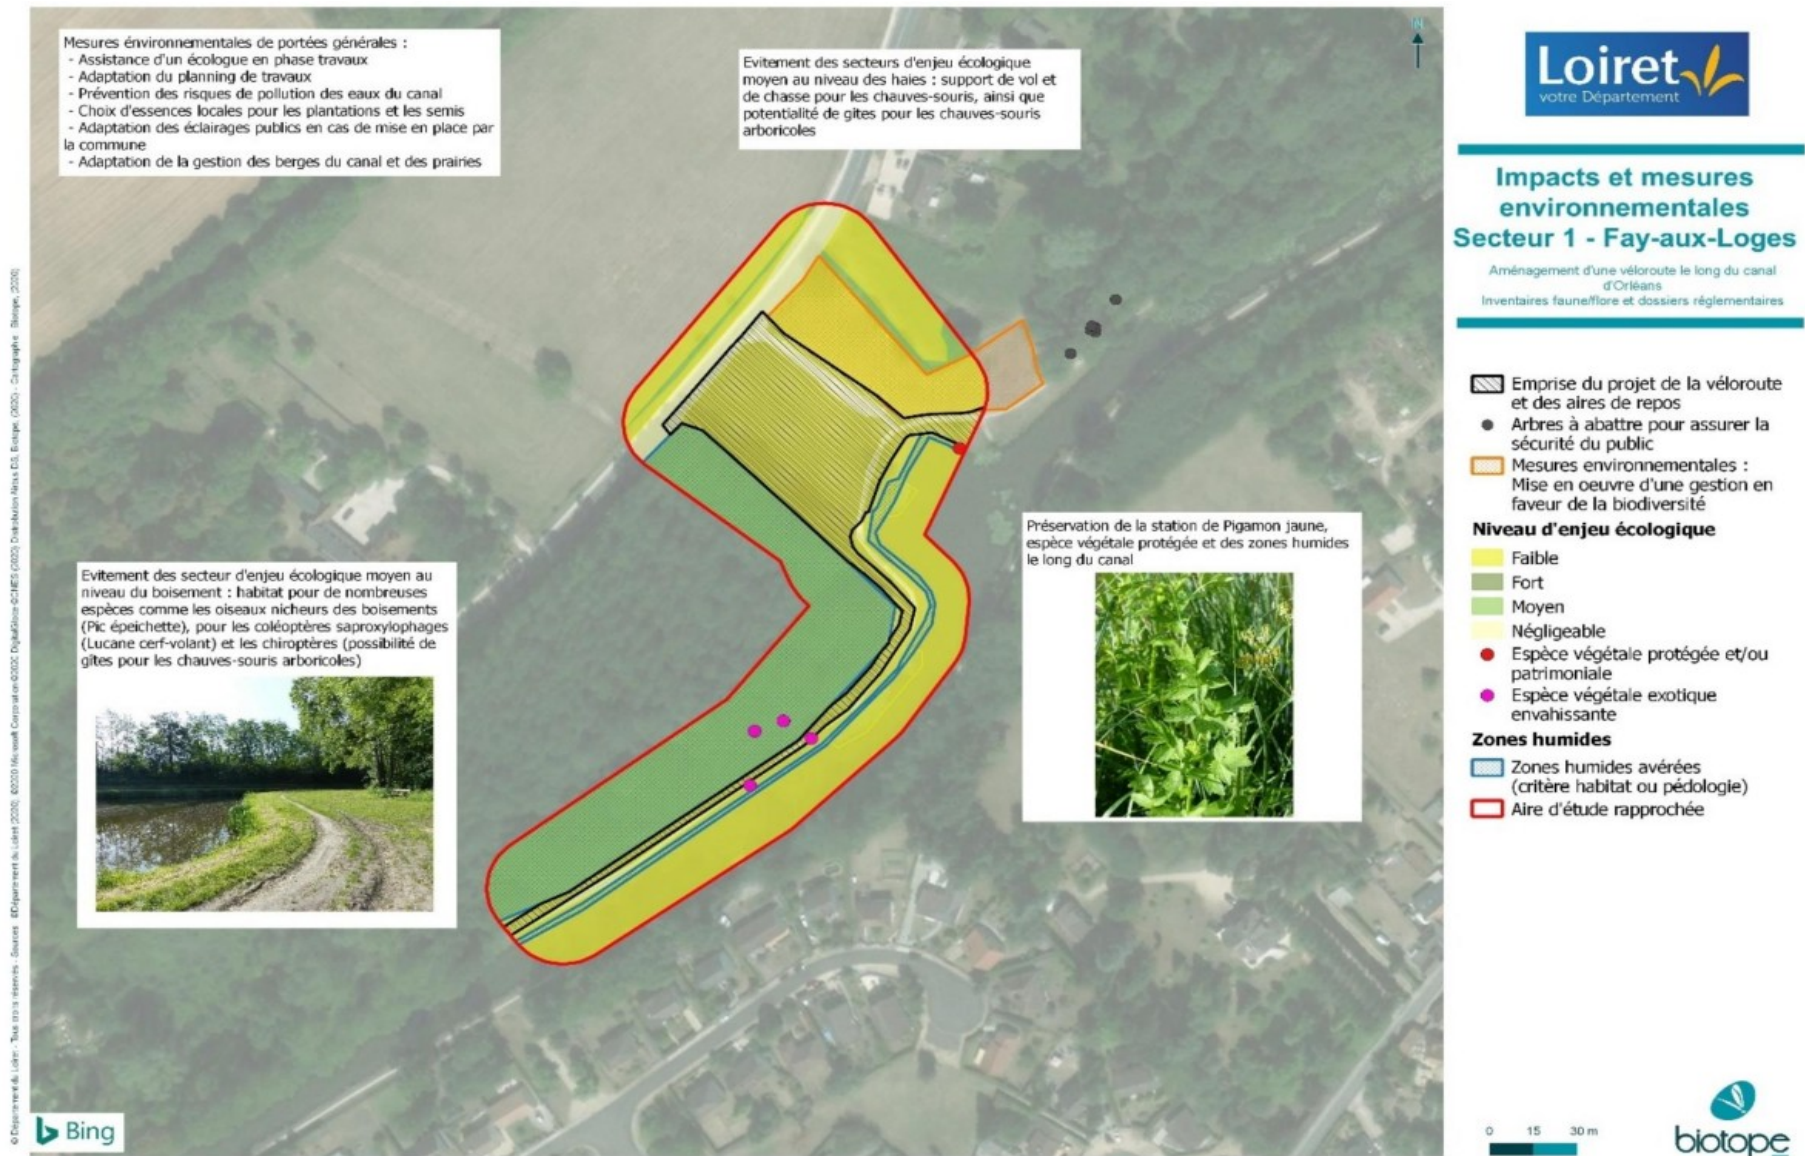 Mesures énvironnementales de portées générales :
- Assistance d'un écologue en phase travaux
- Adaptation du planning de travaux
- Prévention des risques de pollution des eaux du canal
- Choix d'essences locales pour les plantations et les semis
- Adaptation des éclairages publics en cas de mise en place par
la commune
- Adaptation de la gestion des berges du canal et des prairies
Evitement des secteurs d'enjeu écologique
moyen au niveau des haies : support de vol et
de chasse pour les chauves-souris, ainsi que
potentialité de gîtes pour les chauves-souris
arboricoles
N
Evitement des secteur d'enjeu écologique moyen au
niveau du boisement : habitat pour de nombreuses
espèces comme les oiseaux nicheurs des boisements
(Pic épeichette), pour les coléoptères saproxylophages
(Lucane cerf-volant) et les chiroptères (possibilité de
gîtes pour les chauves-souris arboricoles)
Préservation de la station de Pigamon jaune,
espèce végétale protégée et des zones humides
le long du canal
Bing
Loiret
votre Département
Impacts et mesures
environnementales
Secteur 1 - Fay-aux-Loges
Aménagement d'une véloroute le long du canal
d'Orléans
Inventaires faune/flore et dossiers réglementaires
Emprise du projet de la véloroute
et des aires de repos
Arbres à abattre pour assurer la
sécurité du public
Mesures environnementales :
Mise en oeuvre d'une gestion en
faveur de la biodiversité
Niveau d'enjeu écologique
Faible
Fort
Moyen
Négligeable
Espèce végétale protégée et/ou
patrimoniale
Espèce végétale exotique
envahissante
Zones humides
Zones humides avérées
(critère habitat ou pédologie)
Aire d'étude rapprochée
0 15 30 m
biotope